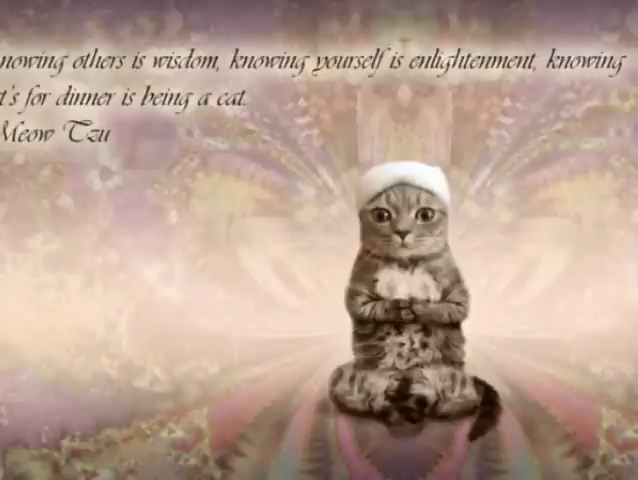 nowing others is wisdom, knowing yourself is enlightenment, knowing
t's for dinner is being a cat.
Meow Tzu